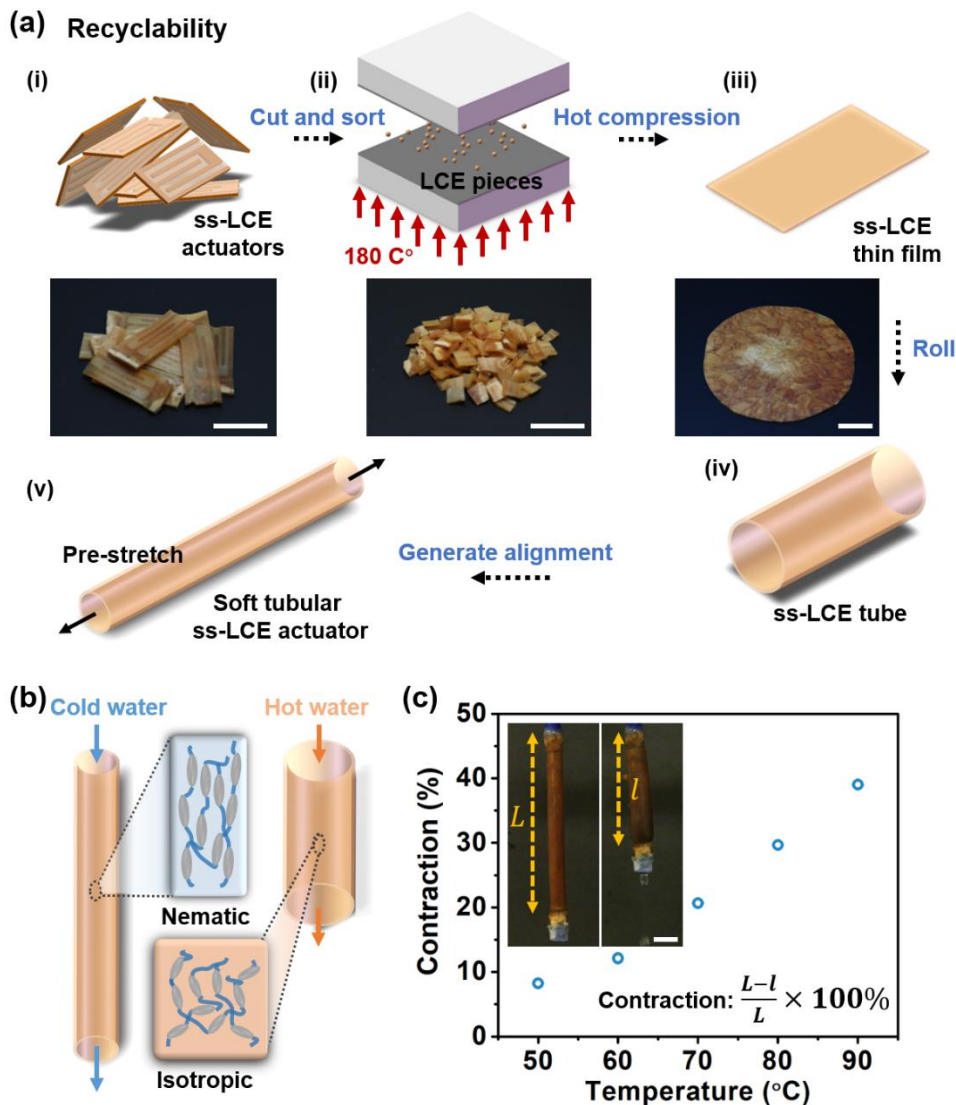 (a) Recyclability
(i)
(ii)
(iii)
Cut and sort
Hot compression
LCE pieces
ss-LCE
actuators
180 C°
ss-LCE
thin film
Roll
(v)
(iv)
Pre-stretch
Generate alignment
Soft tubular
ss-LCE actuator
ss-LCE tube
(b)
Cold water
Hot water
Nematic
Isotropic
(c)
50
40
30
20
10
0
Contraction (%)
L
l
Contraction: L−l/L × 100%
50 60 70 80 90
Temperature (°C)